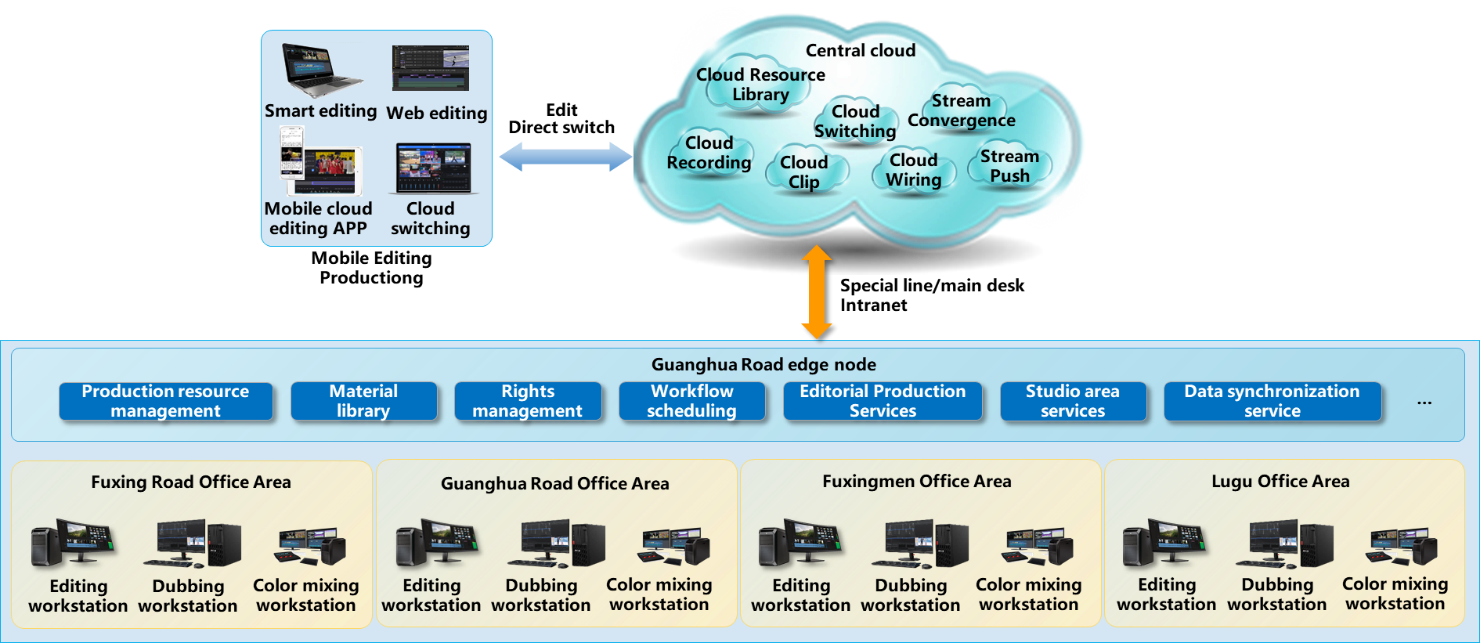 Smart editing
Web editing
Mobile cloud
editing APP
Cloud
switching
Mobile Editing
Productiong
Edit
Direct switch
Central cloud
Cloud Resource
Library
Cloud
Switching
Stream
Convergence
Cloud
Recording
Cloud
Clip
Cloud
Wiring
Stream
Push
Special line/main desk
Intranet
Guanghua Road edge node
Production resource
management
Material
library
Rights
management
Workflow
scheduling
Editorial Production
Services
Studio area
services
Data synchronization
service
...
Fuxing Road Office Area
Editing
workstation
Dubbing
workstation
Color mixing
workstation
Guanghua Road Office Area
Editing
workstation
Dubbing
workstation
Color mixing
workstation
Fuxingmen Office Area
Editing
workstation
Dubbing
workstation
Color mixing
workstation
Lugu Office Area
Editing
workstation
Dubbing
workstation
Color mixing
workstation